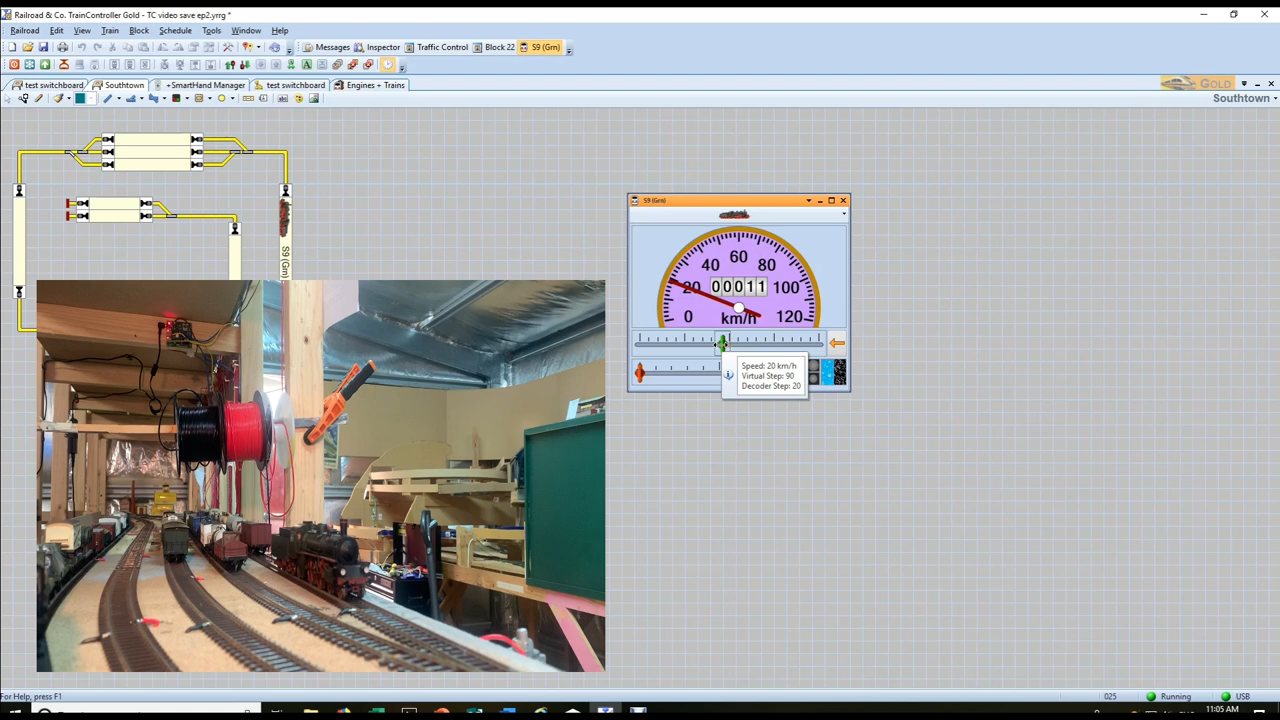 Railroad & Co. TrainController Gold - TC video save ep2.yrrg *
Railroad Edit View Train Block Schedule Tools Window Help
Messages Inspector Traffic Control Block 22 S9 (Grn)
test switchboard Southtown +SmartHand Manager test switchboard Engines + Trains
GOLD
Southtown
S9 (Grn)
S9 (Grn)
0 20 40 60 80 100 120
00011
km/h
Speed: 20 km/h
Virtual Step: 90
Decoder Step: 20
For Help, press F1
025 Running USB
11:05 AM